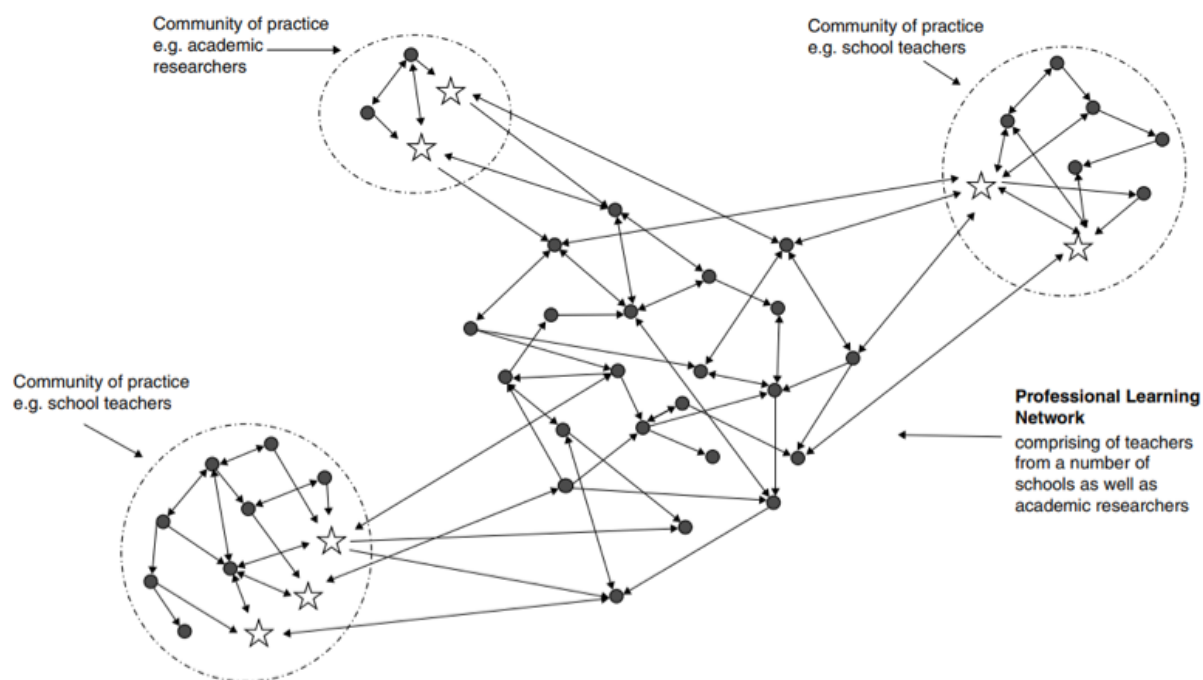 Community of practice
e.g. academic
researchers
Community of practice
e.g. school teachers
Community of practice
e.g. school teachers
Professional Learning
Network
comprising of teachers
from a number of
schools as well as
academic researchers